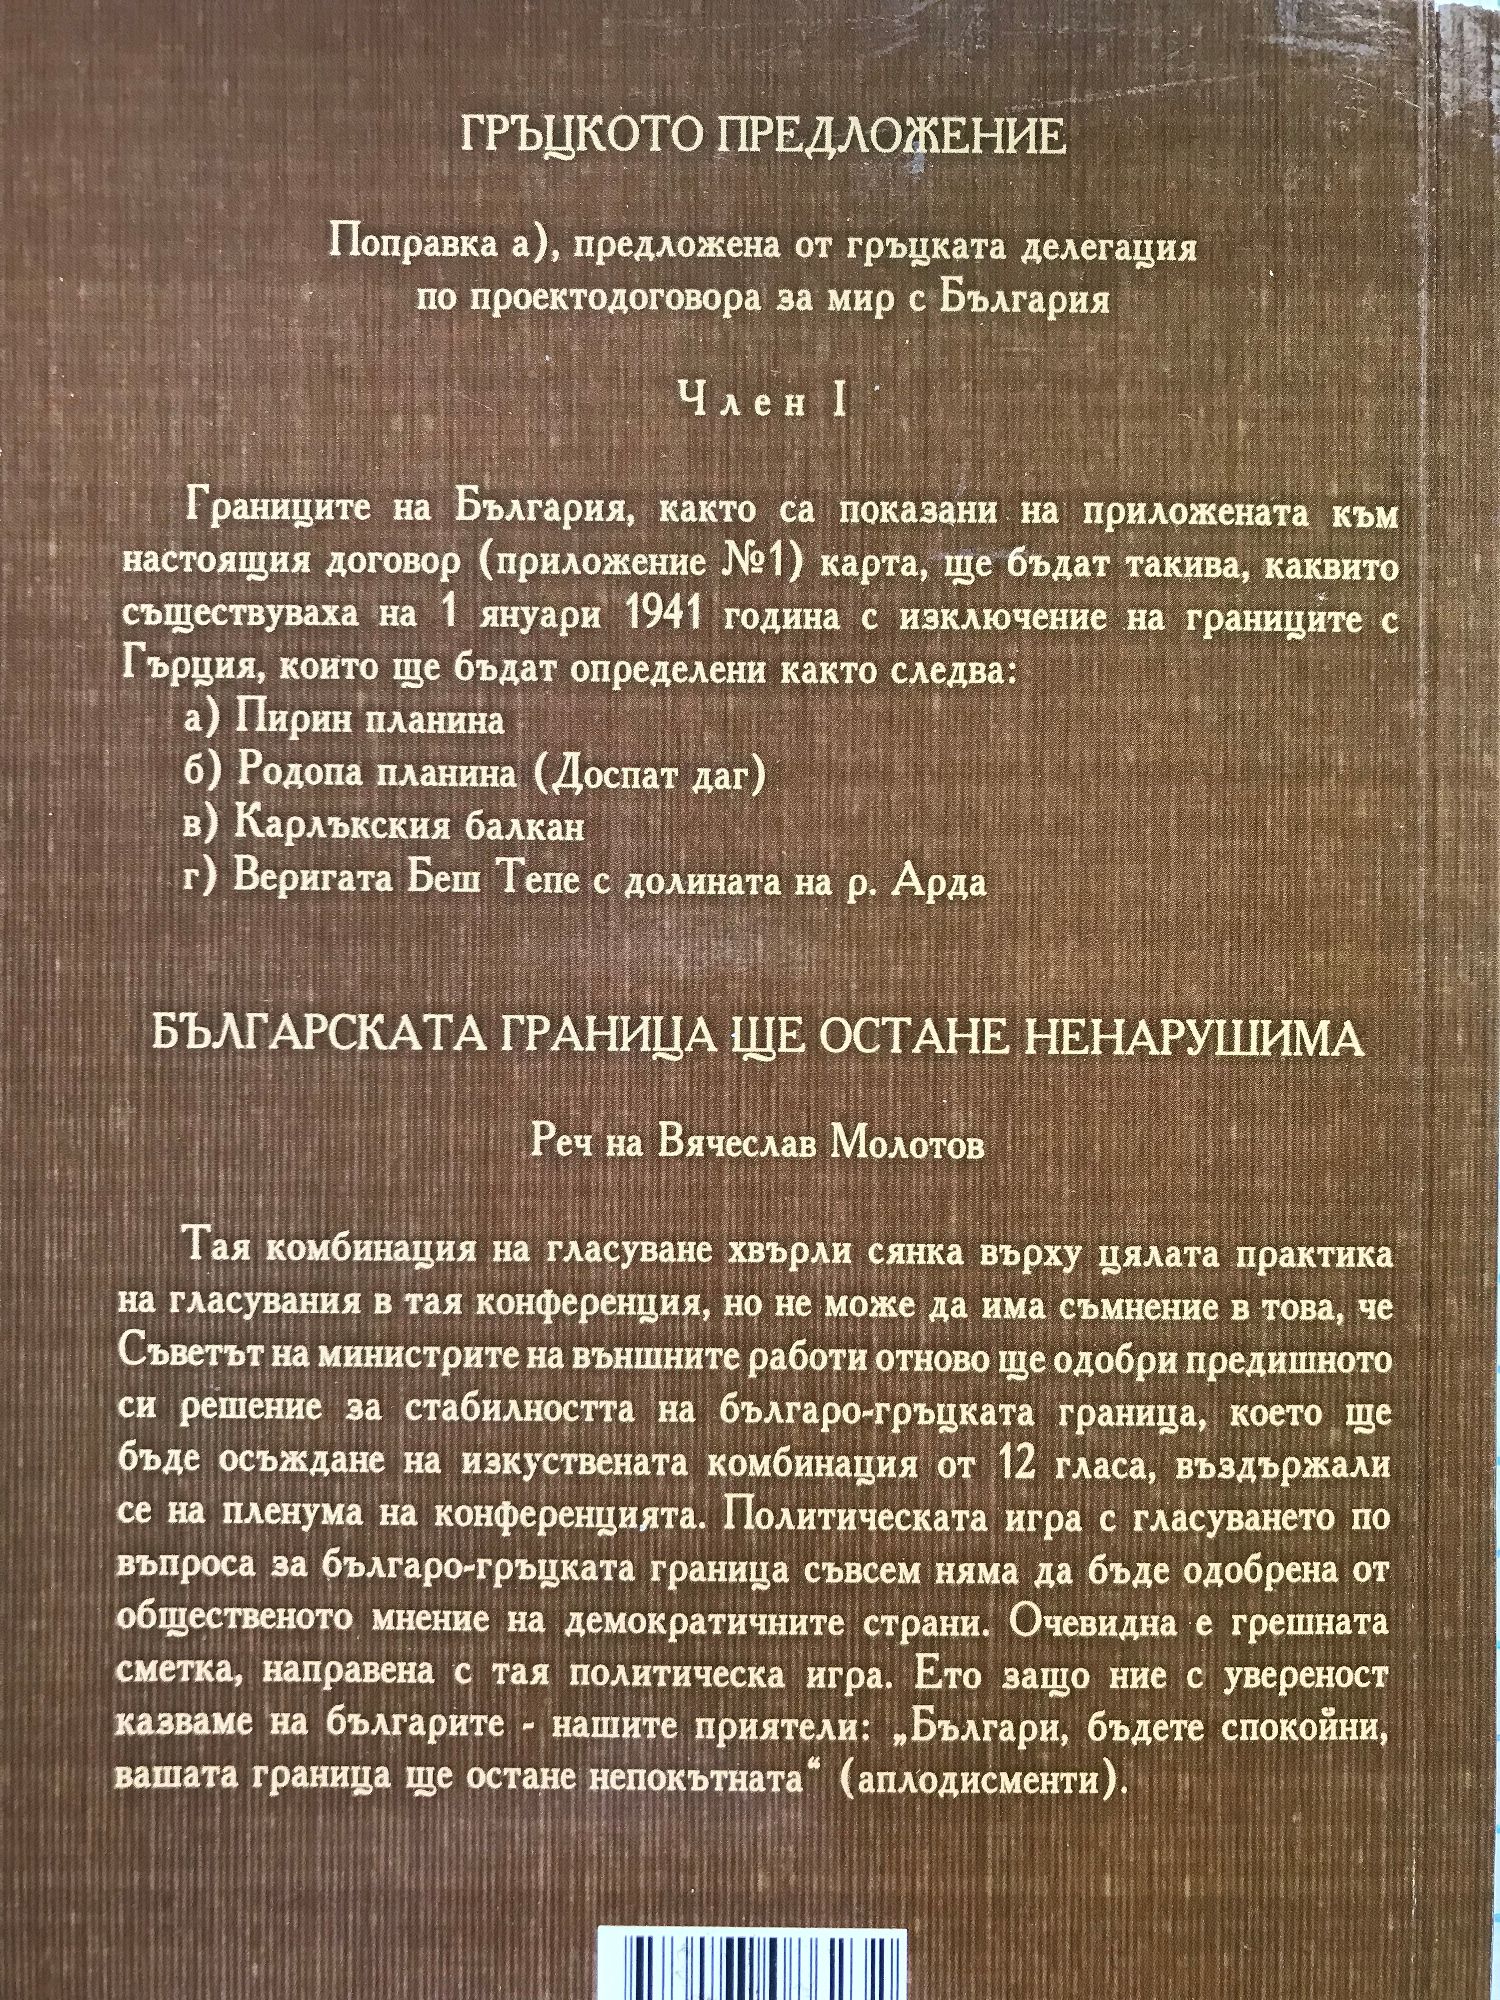 ГРЪЦКОТО ПРЕДЛОЖЕНИЕ
Поправка а), предложена от гръцката делегация
по проектодоговора за мир с България
Член I
Границите на България, както са показани на приложената към
настоящия договор (приложение №1) карта, ще бъдат такива, каквито
съществуваха на 1 януари 1941 година с изключение на границите с
Гърция, които ще бъдат определени както следва:
а) Пирин планина
б) Родопа планина (Доспат даг)
в) Карлъкския балкан
г) Веригата Беш Тепе с долината на р. Арда
БЪЛГАРСКАТА ГРАНИЦА ЩЕ ОСТАНЕ НЕНАРУШИМА
Реч на Вячеслав Молотов
Тая комбинация на гласуване хвърли сянка върху цялата практика
на гласувания в тая конференция, но не може да има съмнение в това, че
Съветът на министрите на външните работи отново ще одобри предишното
си решение за стабилността на българо-гръцката граница, което ще
бъде осъждане на изкуствената комбинация от 12 гласа, въздържали
се на пленума на конференцията. Политическата игра с гласуването по
въпроса за българо-гръцката граница съвсем няма да бъде одобрена от
общественото мнение на демократичните страни. Очевидна е грешната
сметка, направена с тая политическа игра. Ето защо ние с увереност
казваме на българите - нашите приятели: „Българи, бъдете спокойни,
вашата граница ще остане непокътната“ (аплодисменти).